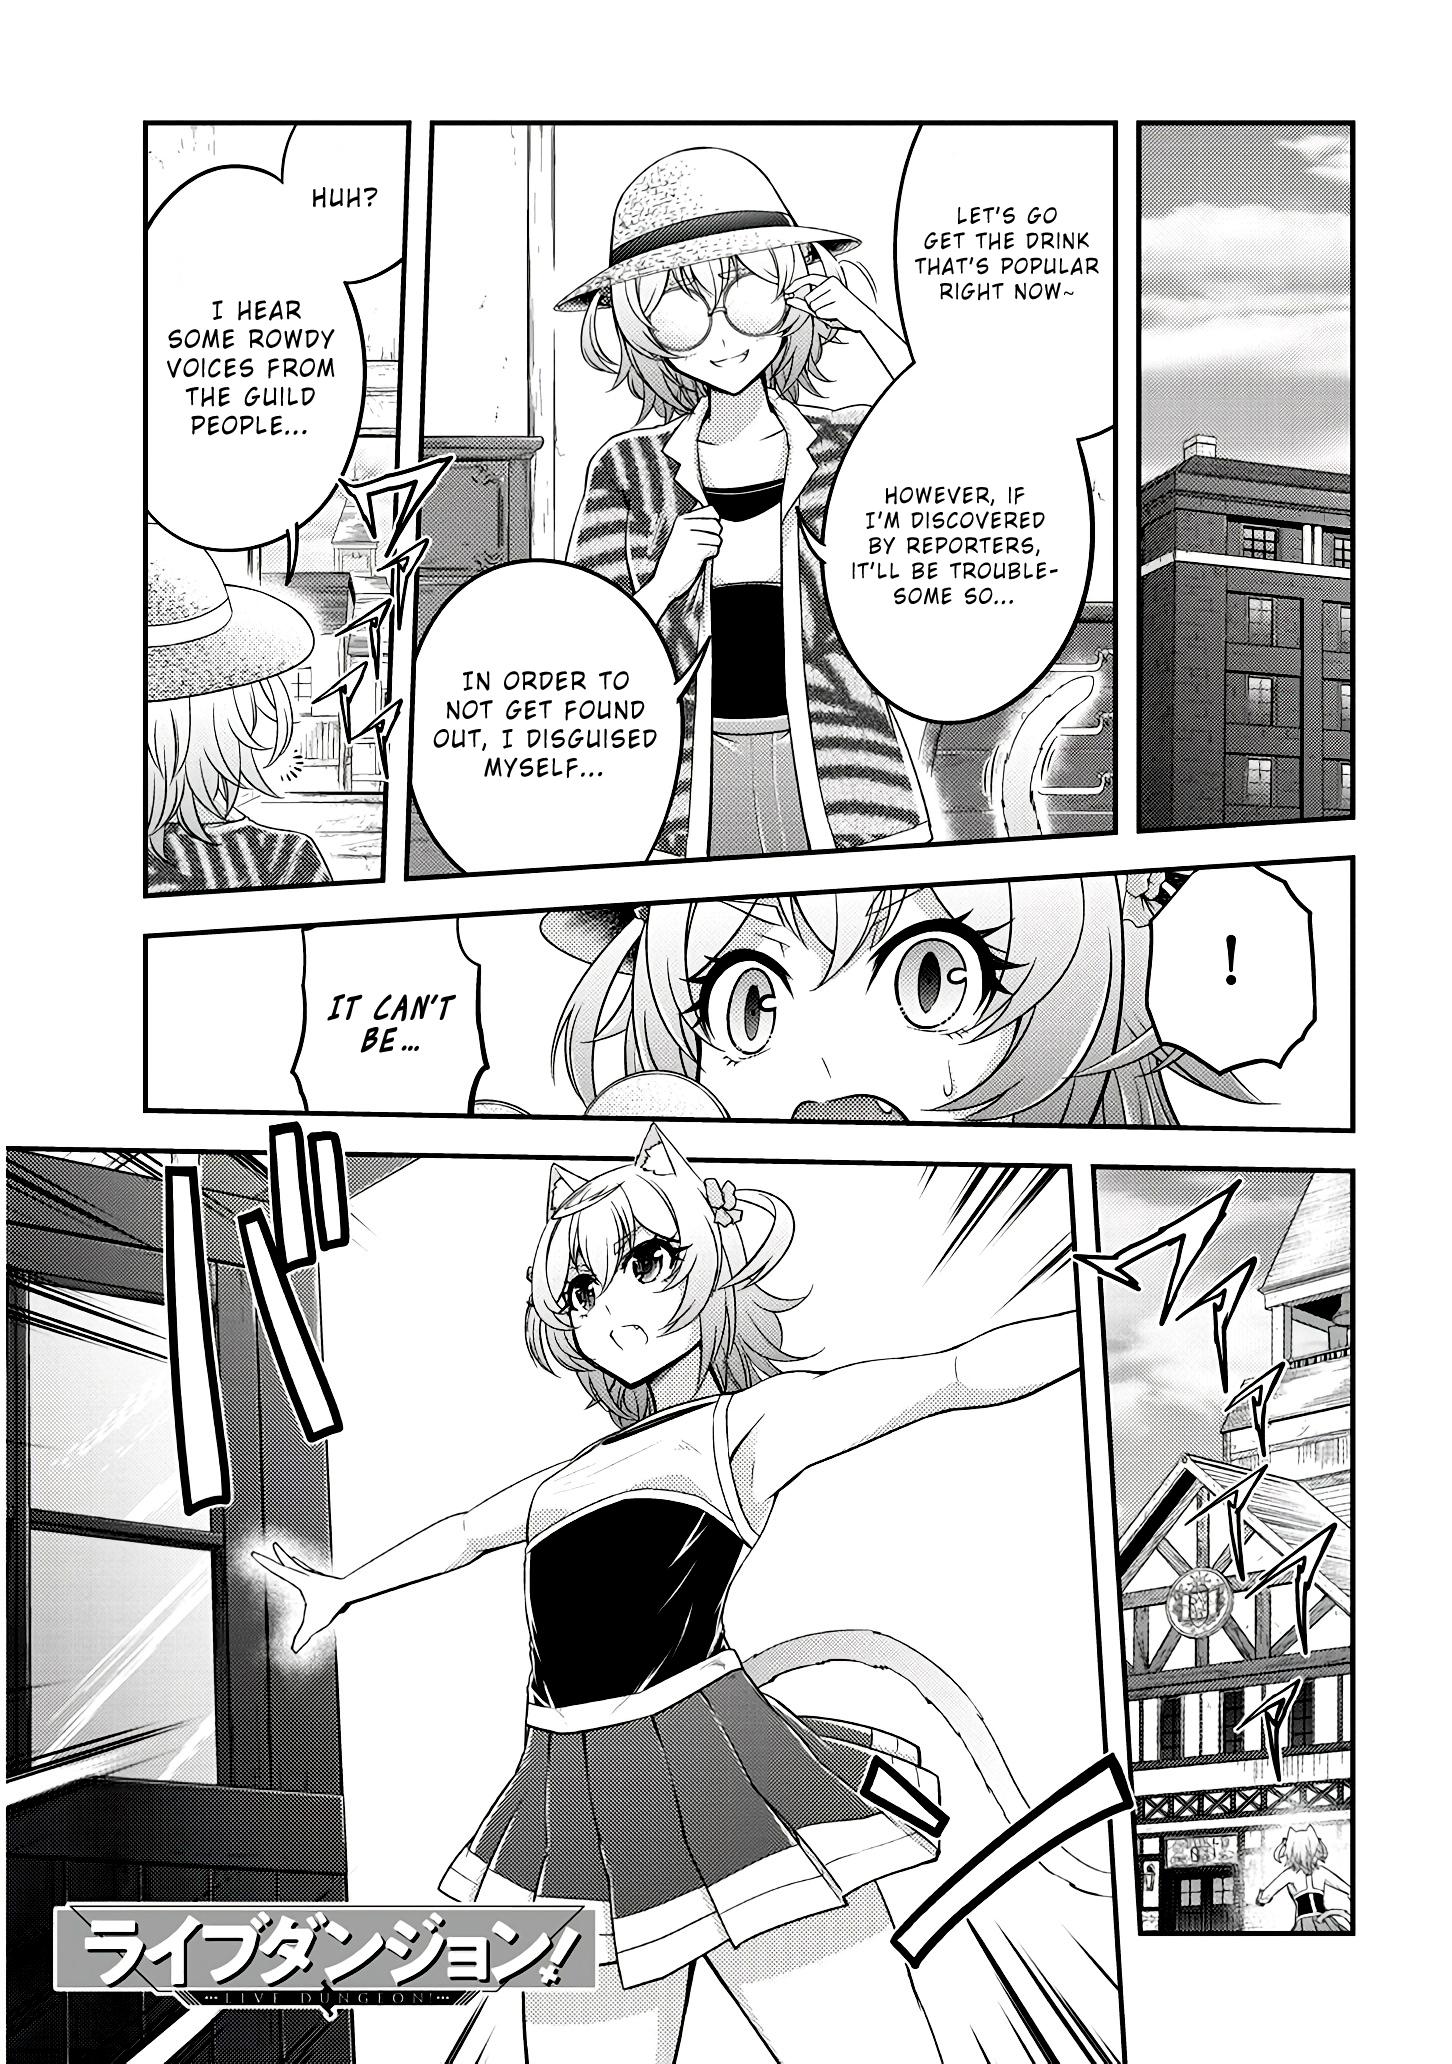 LET'S GO
GET THE DRINK
THAT'S POPULAR
RIGHT NOW~
HOWEVER, IF
I'M DISCOVERED
BY REPORTERS,
IT'LL BE TROUBLE-
SOME SO...
IN ORDER TO
NOT GET FOUND
OUT, I DISGUISED
MYSELF...
HUH?
I HEAR
SOME ROWDY
VOICES FROM
THE GUILD
PEOPLE...
!
IT CAN'T
BE...
ライブダンジョン!
LIVE DUNGEON!